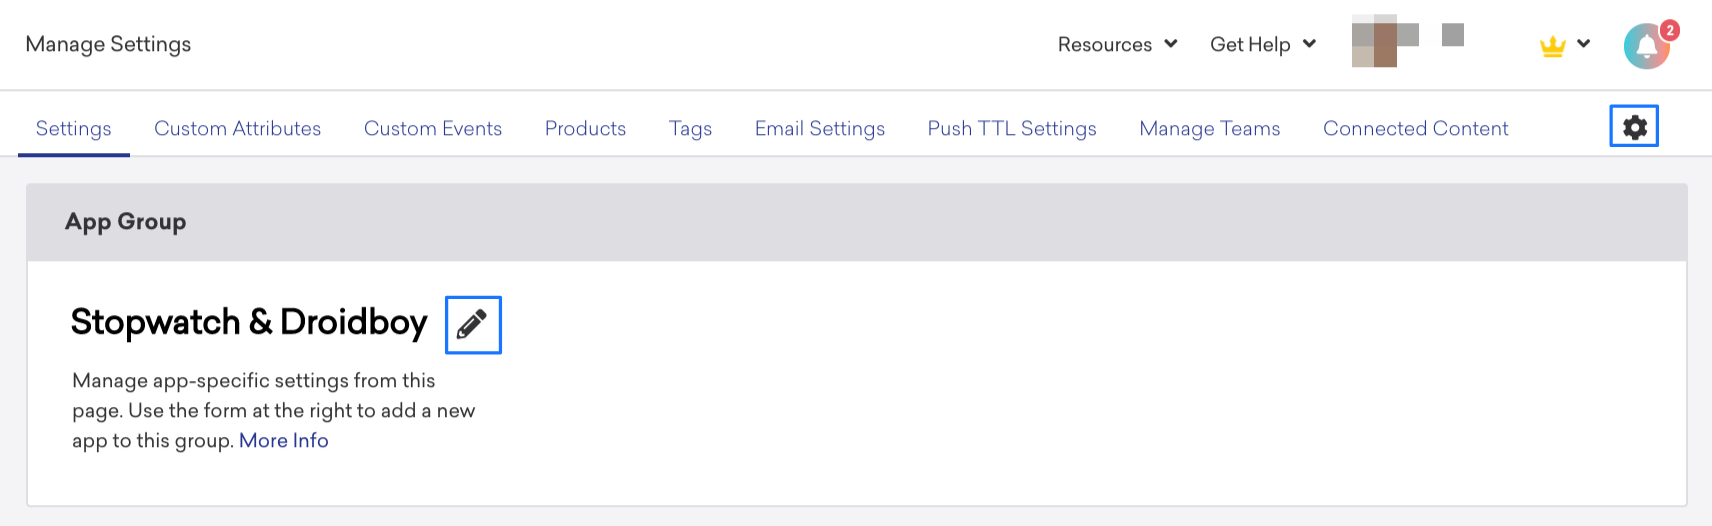 Manage Settings
Resources
Get Help
2
Settings
Custom Attributes
Custom Events
Products
Tags
Email Settings
Push TTL Settings
Manage Teams
Connected Content
App Group
Stopwatch & Droidboy
Manage app-specific settings from this
page. Use the form at the right to add a new
app to this group. More Info